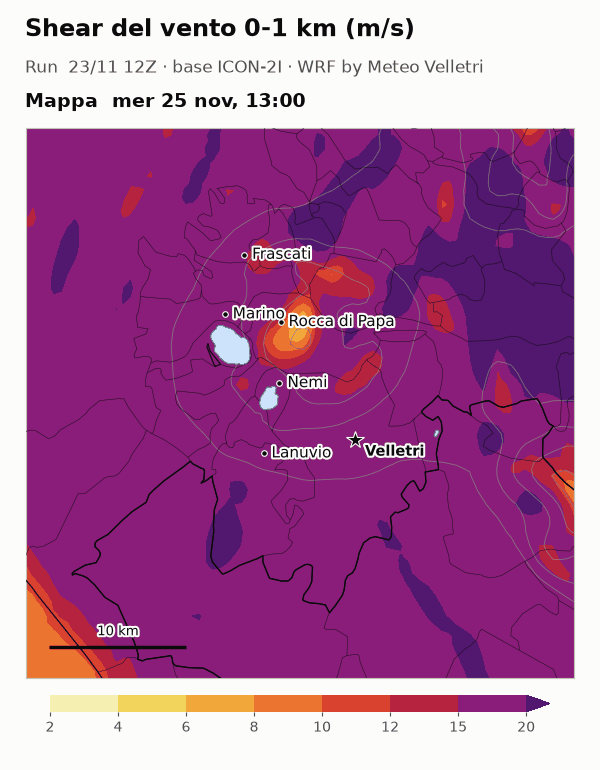 Shear del vento 0-1 km (m/s)
Run  23/11 12Z · base ICON-2I · WRF by Meteo Velletri
Mappa  mer 25 nov, 13:00
Frascati
Marino
Rocca di Papa
Nemi
Velletri
Lanuvio
10 km
2 4 6 8 10 12 15 20